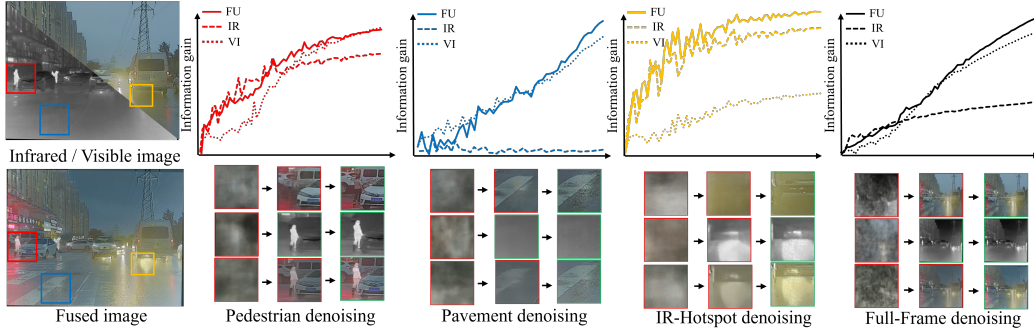 Infrared / Visible image
Fused image
Information gain
FU
IR
VI
Pedestrian denoising
Information gain
FU
IR
VI
Pavement denoising
Information gain
FU
IR
VI
IR-Hotspot denoising
Information gain
FU
IR
VI
Full-Frame denoising